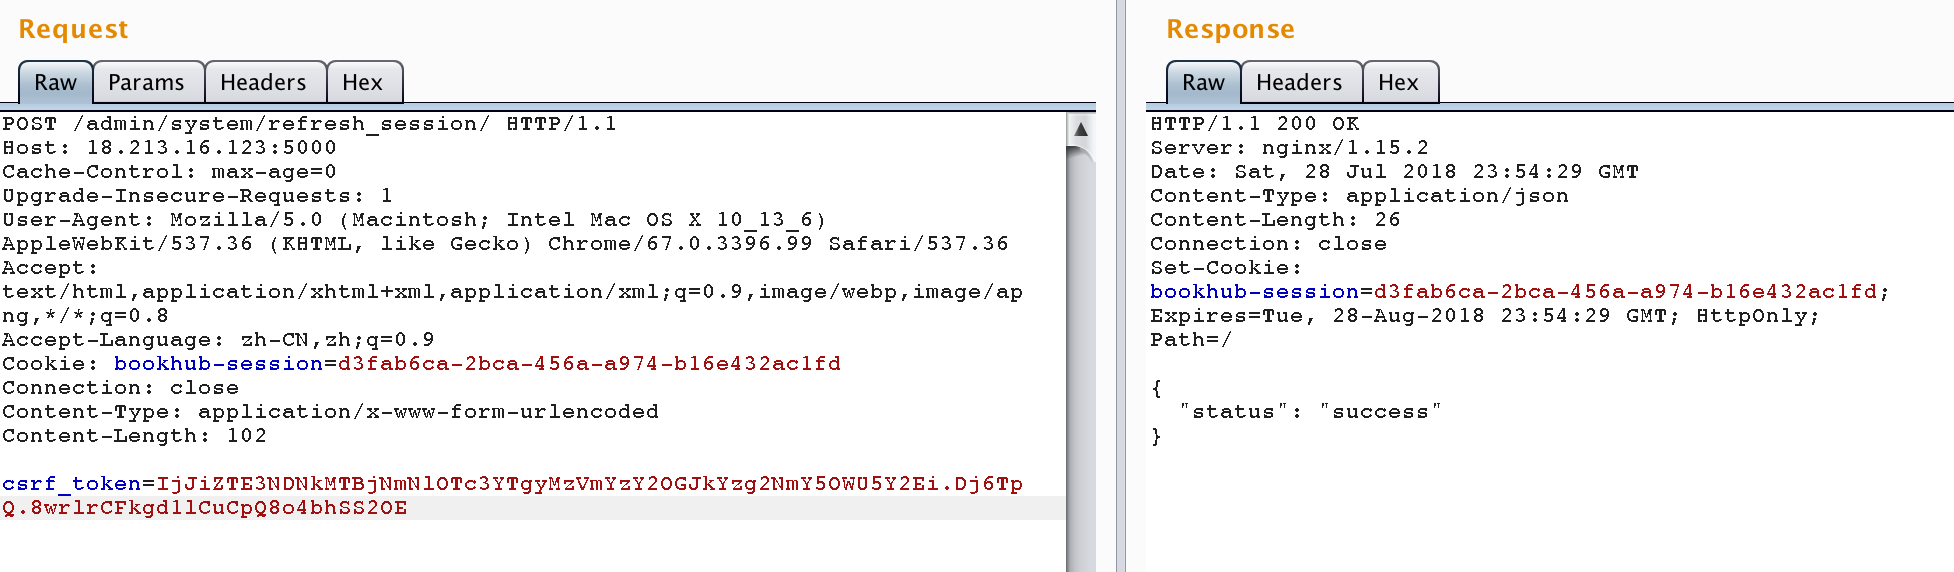 Request
Raw Params Headers Hex
POST /admin/system/refresh_session/ HTTP/1.1
Host: 18.213.16.123:5000
Cache-Control: max-age=0
Upgrade-Insecure-Requests: 1
User-Agent: Mozilla/5.0 (Macintosh; Intel Mac OS X 10_13_6)
AppleWebKit/537.36 (KHTML, like Gecko) Chrome/67.0.3396.99 Safari/537.36
Accept:
text/html,application/xhtml+xml,application/xml;q=0.9,image/webp,image/ap
ng,*/*;q=0.8
Accept-Language: zh-CN,zh;q=0.9
Cookie: bookhub-session=d3fab6ca-2bca-456a-a974-b16e432ac1fd
Connection: close
Content-Type: application/x-www-form-urlencoded
Content-Length: 102

csrf_token=IjJiZTE3NDNkMTBjNmNlOTc3YTgyMzVmYzY2OGJkYzg2NmY5OWU5Y2Ei.Dj6Tp
Q.8wrlrCFkgd1lCuCpQ8o4bhSS2OE
Response
Raw Headers Hex
HTTP/1.1 200 OK
Server: nginx/1.15.2
Date: Sat, 28 Jul 2018 23:54:29 GMT
Content-Type: application/json
Content-Length: 26
Connection: close
Set-Cookie:
bookhub-session=d3fab6ca-2bca-456a-a974-b16e432ac1fd;
Expires=Tue, 28-Aug-2018 23:54:29 GMT; HttpOnly;
Path=/

{
  "status": "success"
}